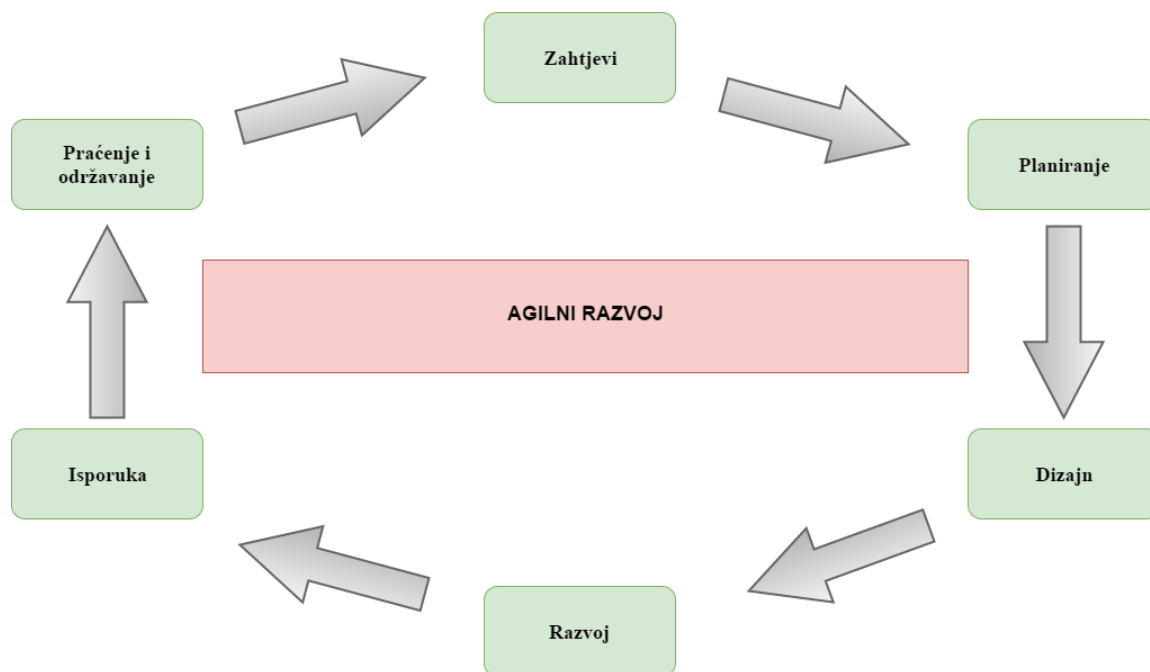 Zahtjevi
Praćenje i
održavanje
Planiranje
AGILNI RAZVOJ
Isporuka
Dizajn
Razvoj